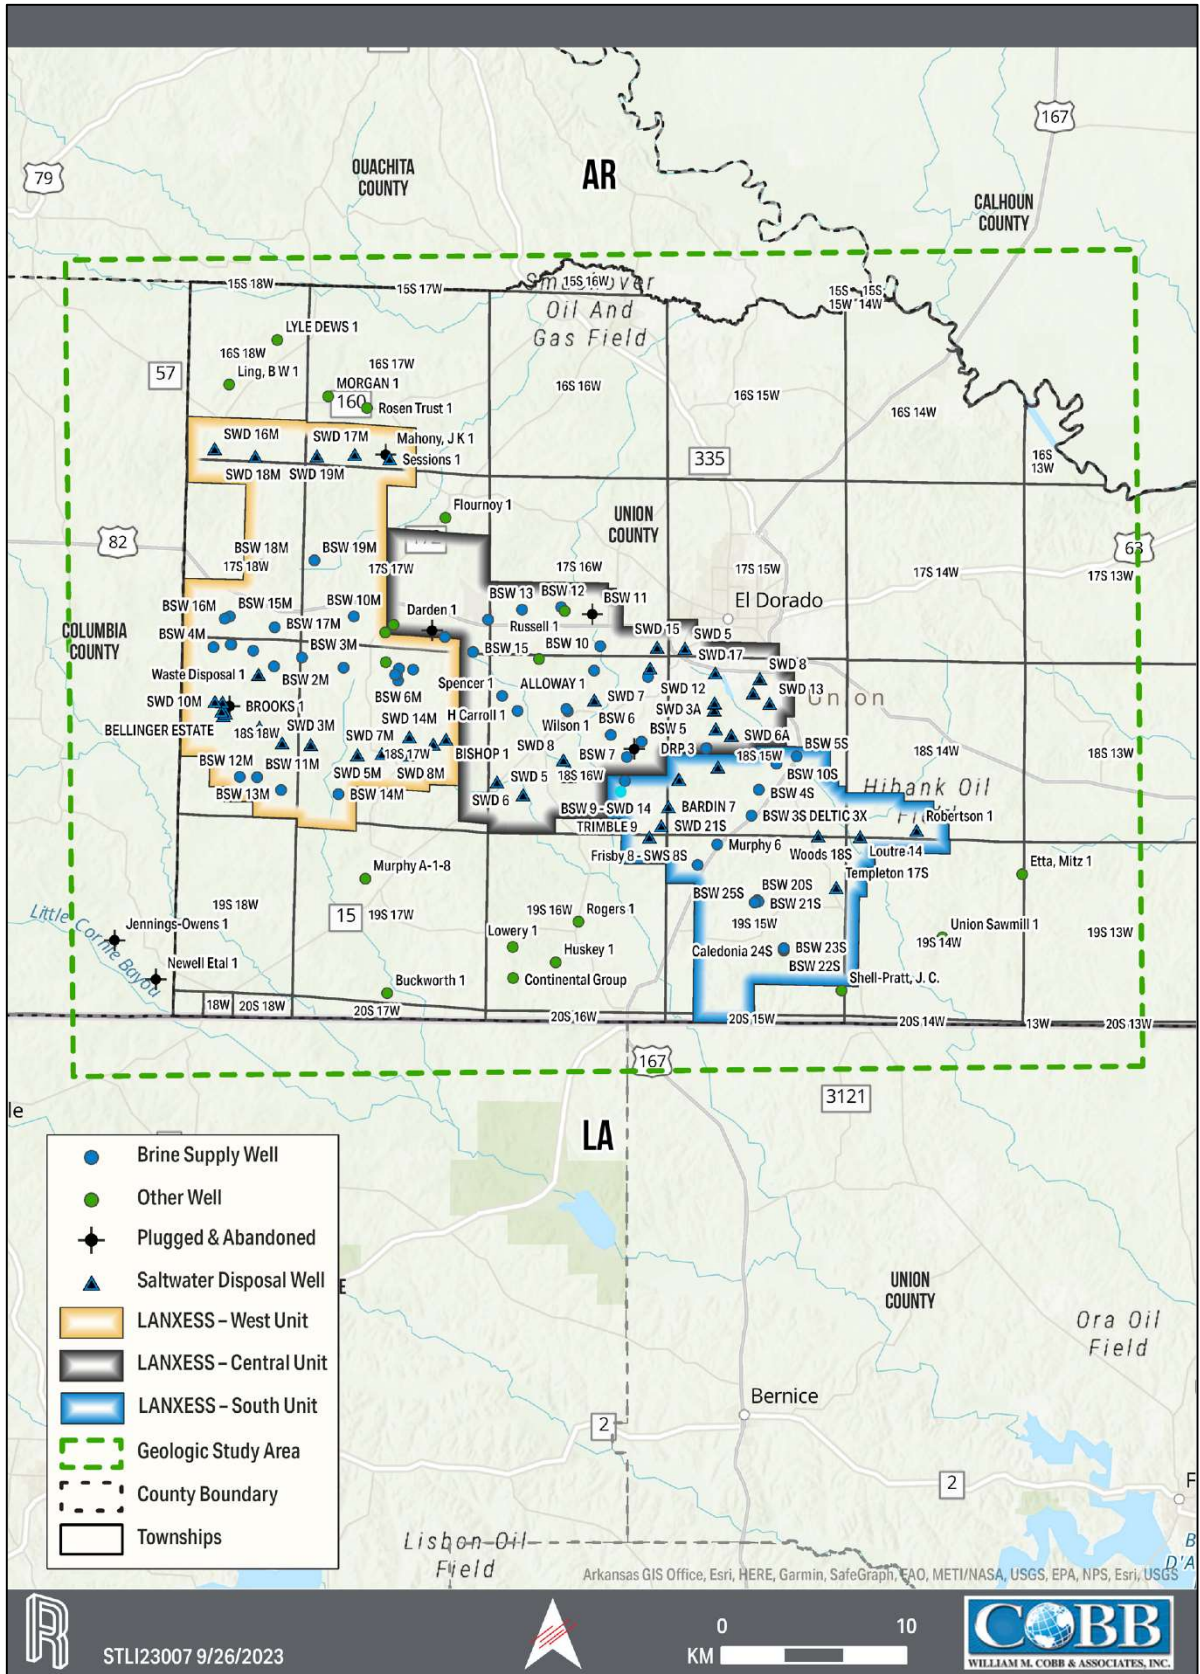 167
79
OUACHITA
COUNTY
AR
CALHOUN
COUNTY
15S 18W
15S 17W
15S 16W
Smackover
Oil And
Gas Field
15S
15W
15S
14W
LYLE DEWS 1
16S 18W
Ling, B W 1
57
16S 17W
MORGAN 1
160
Rosen Trust 1
16S 16W
16S 15W
16S 14W
16S
13W
SWD 16M
SWD 17M
Mahony, J K 1
Sessions 1
SWD 18M
SWD 19M
335
Flournoy 1
UNION
COUNTY
82
63
BSW 18M
BSW 19M
17S 18W
17S 17W
17S 16W
17S 15W
17S 14W
17S 13W
BSW 16M
BSW 15M
BSW 10M
BSW 17M
Darden 1
BSW 13
BSW 12
BSW 11
Russell 1
El Dorado
COLUMBIA
COUNTY
BSW 4M
BSW 3M
BSW 15
BSW 10
SWD 15
SWD 5
SWD 17
SWD 8
Waste Disposal 1
BSW 2M
BSW 6M
Spencer 1
ALLOWAY 1
SWD 7
SWD 12
SWD 13
Union
SWD 10M
BROOKS 1
BELLINGER ESTATE
SWD 3M
SWD 14M
H Carroll 1
Wilson 1
BSW 6
SWD 3A
BSW 5
SWD 6A
18S 18W
SWD 7M
18S 17W
BISHOP 1
SWD 8
BSW 7
DRP 3
18S 15W
BSW 5S
18S 14W
18S 13W
BSW 12M
BSW 11M
SWD 5M
SWD 8M
SWD 5
18S 16W
BSW 10S
BSW 13M
BSW 14M
SWD 6
BSW 9 - SWD 14
BARDIN 7
BSW 4S
Hibank Oil
Field
TRIMBLE 9
SWD 21S
BSW 3S DELTIC 3X
Robertson 1
Frisby 8 - SWS 8S
Murphy 6
Woods 18S
Loutre 14
Murphy A-1-8
Templeton 17S
Etta, Mitz 1
BSW 25S
BSW 20S
BSW 21S
19S 18W
15
19S 17W
19S 16W
Rogers 1
19S 15W
Union Sawmill 1
19S 14W
19S 13W
Little Cornie Bayou
Jennings-Owens 1
Lowery 1
Huskey 1
Caledonia 24S
BSW 23S
BSW 22S
Newell Etal 1
Buckworth 1
Continental Group
Shell-Pratt, J. C.
18W
20S 18W
20S 17W
20S 16W
20S 15W
20S 14W
13W
20S 13W
167
3121
le
LA
Brine Supply Well
Other Well
Plugged & Abandoned
Saltwater Disposal Well
E
LANXESS – West Unit
LANXESS – Central Unit
LANXESS – South Unit
Geologic Study Area
County Boundary
Townships
UNION
COUNTY
Ora Oil
Field
Bernice
2
2
F
B
D'A
Lisbon Oil
Field
Arkansas GIS Office, Esri, HERE, Garmin, SafeGraph, FAO, METI/NASA, USGS, EPA, NPS, Esri, USGS
STLI23007 9/26/2023
0
10
KM
COBB
WILLIAM M. COBB & ASSOCIATES, INC.